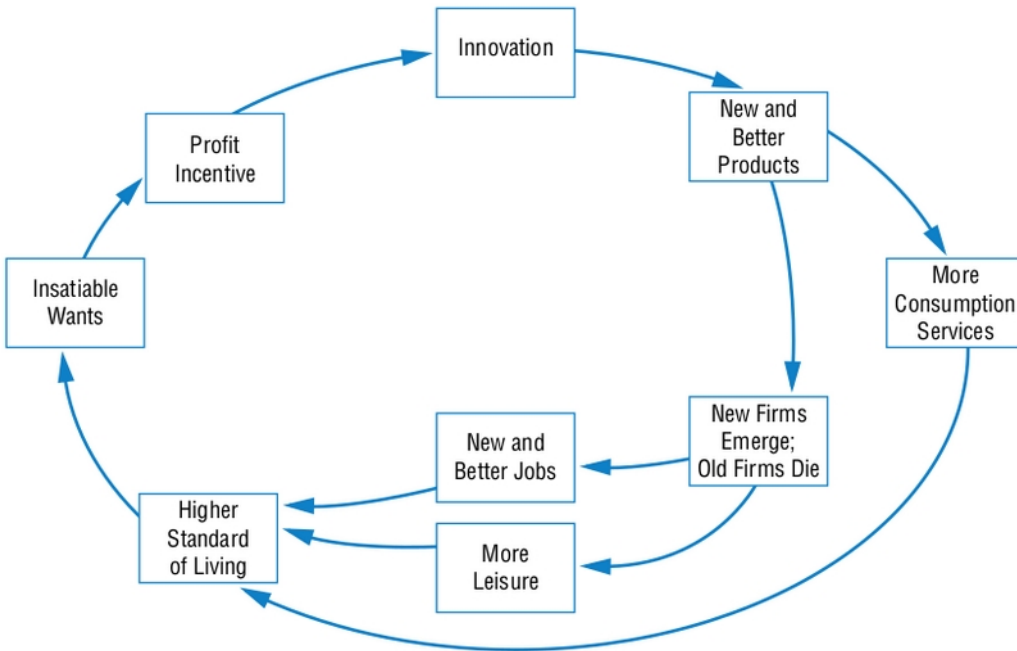 Innovation
New and
Better
Products
Profit
Incentive
Insatiable
Wants
More
Consumption
Services
New Firms
Emerge;
Old Firms Die
New and
Better Jobs
More
Leisure
Higher
Standard
of Living